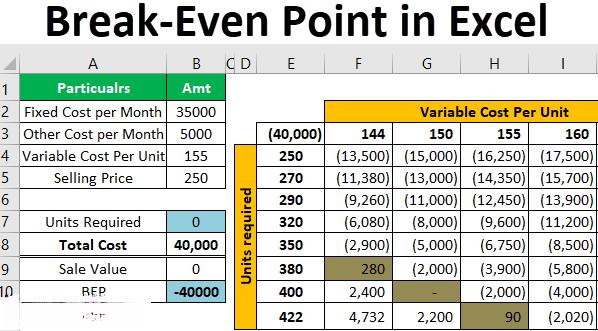 Break-Even Point in Excel
A B C D E F G H I
1 Particualrs Amt
2 Fixed Cost per Month 35000 Variable Cost Per Unit
3 Other Cost per Month 5000 (40,000) 144 150 155 160
4 Variable Cost Per Unit 155 250 (13,500) (15,000) (16,250) (17,500)
5 Selling Price 250 270 (11,380) (13,000) (14,350) (15,700)
6 290 (9,260) (11,000) (12,450) (13,900)
7 Units Required 0 320 (6,080) (8,000) (9,600) (11,200)
8 Total Cost 40,000 350 (2,900) (5,000) (6,750) (8,500)
9 Sale Value 0 380 280 (2,000) (3,900) (5,800)
10 BEP -40000 400 2,400 - (2,000) (4,000)
422 4,732 2,200 90 (2,020)
Units required